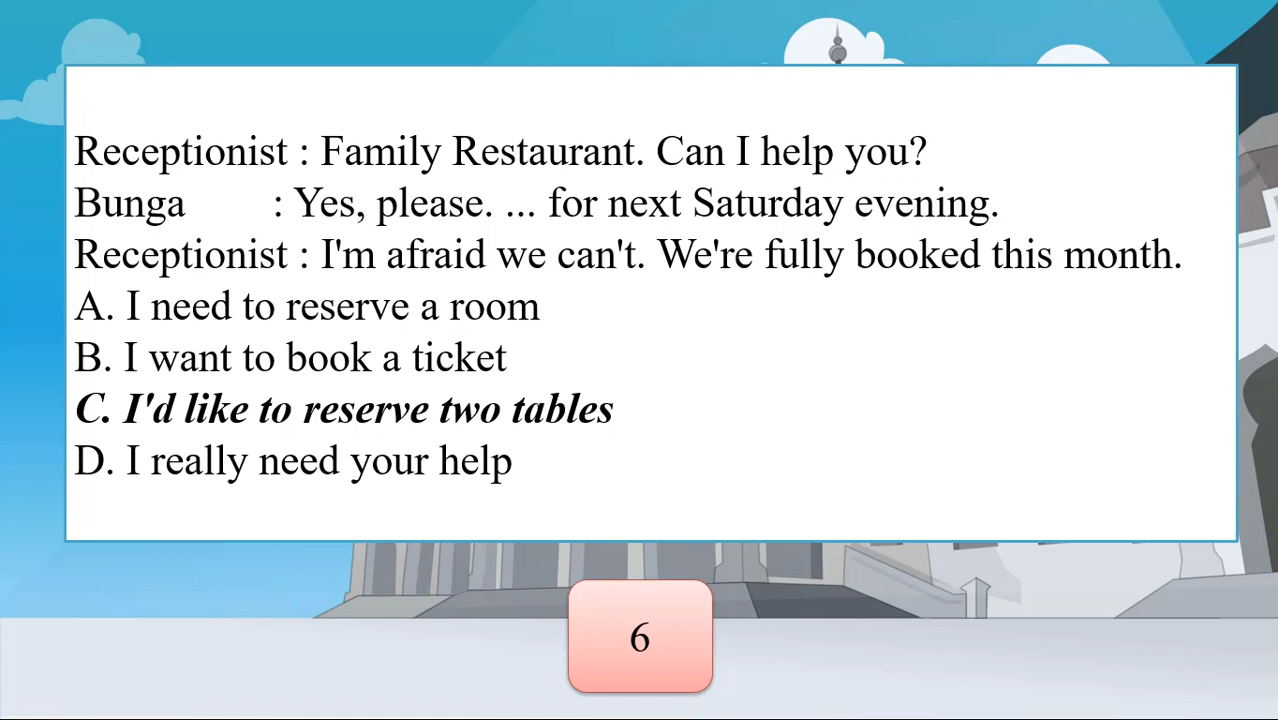 Receptionist : Family Restaurant. Can I help you?
Bunga : Yes, please. ... for next Saturday evening.
Receptionist : I'm afraid we can't. We're fully booked this month.
A. I need to reserve a room
B. I want to book a ticket
C. I'd like to reserve two tables
D. I really need your help
6